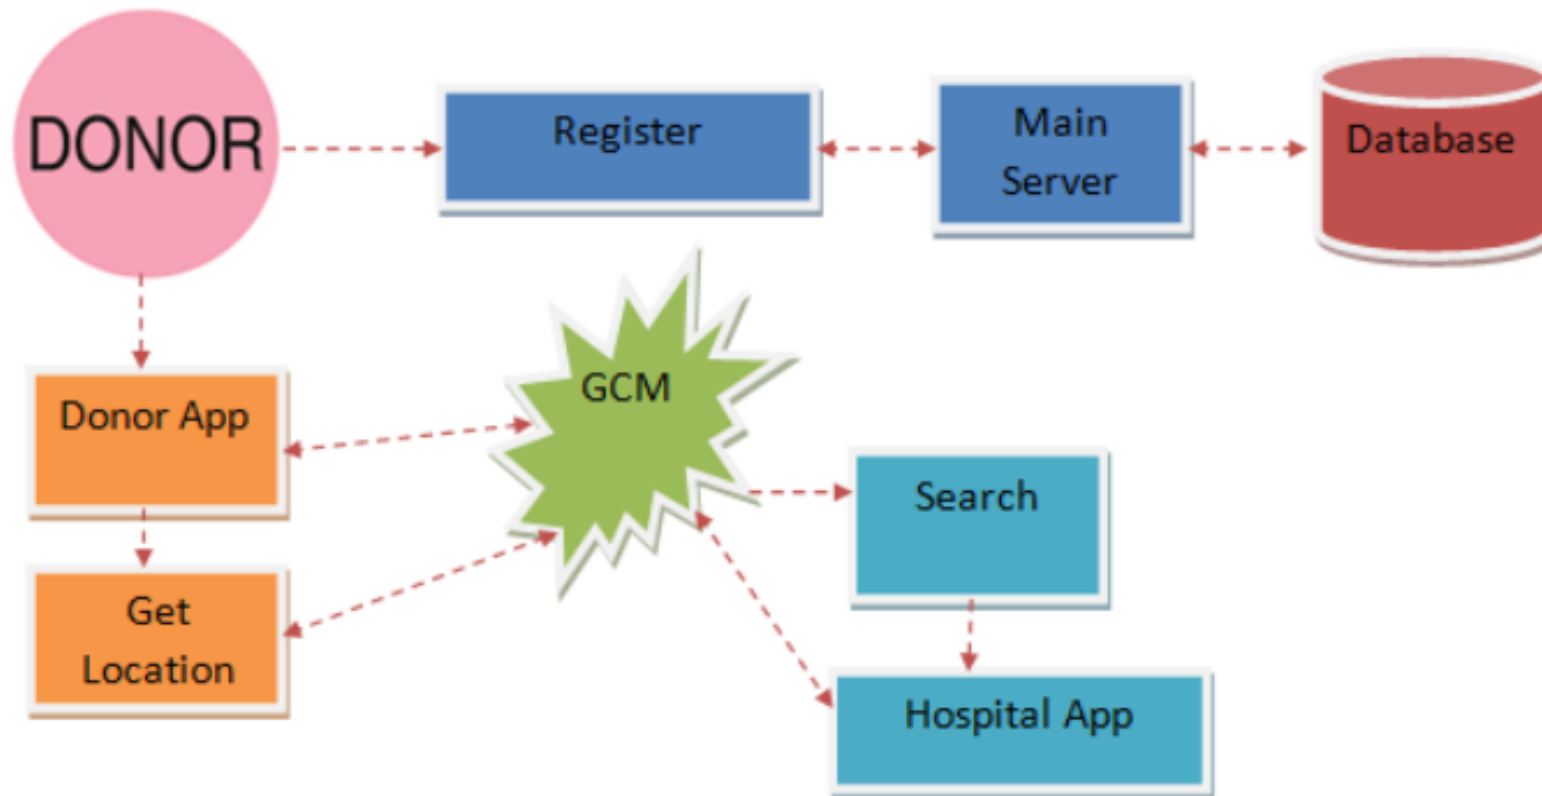 DONOR
Register
Main
Server
Database
GCM
Donor App
Search
Get
Location
Hospital App